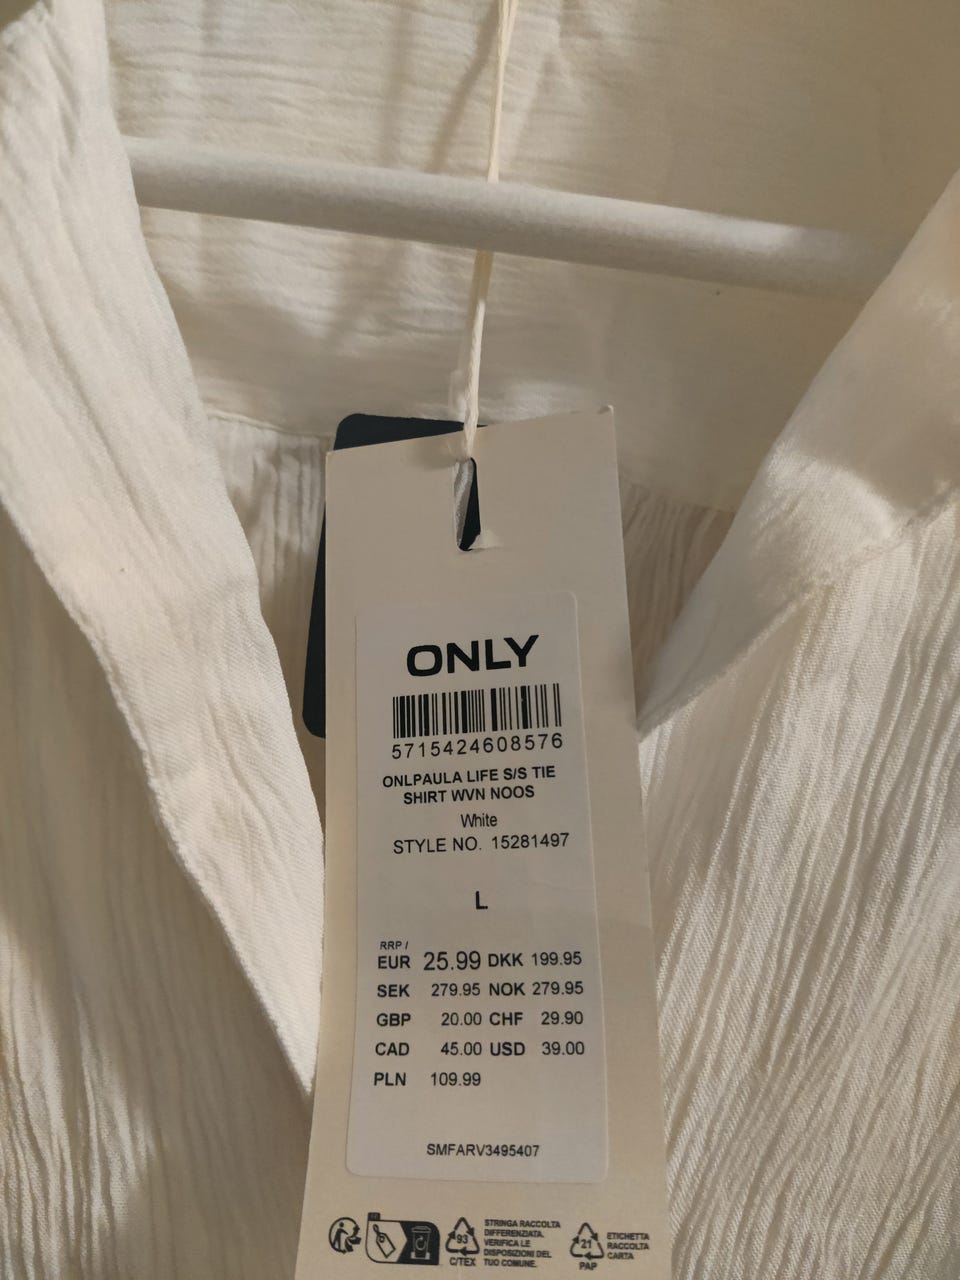 ONLY
5715424608576
ONLPAULA LIFE S/S TIE
SHIRT WVN NOOS
White
STYLE NO. 15281497
L
RRP /
EUR 25.99 DKK 199.95
SEK 279.95 NOK 279.95
GBP 20.00 CHF 29.90
CAD 45.00 USD 39.00
PLN 109.99
SMFARV3495407
93
C/TEX
STRINGA RACCOLTA
DIFFERENZIATA.
VERIFICA LE
DISPOSIZIONI DEL
TUO COMUNE.
21
PAP
ETICHETTA
RACCOLTA
CARTA